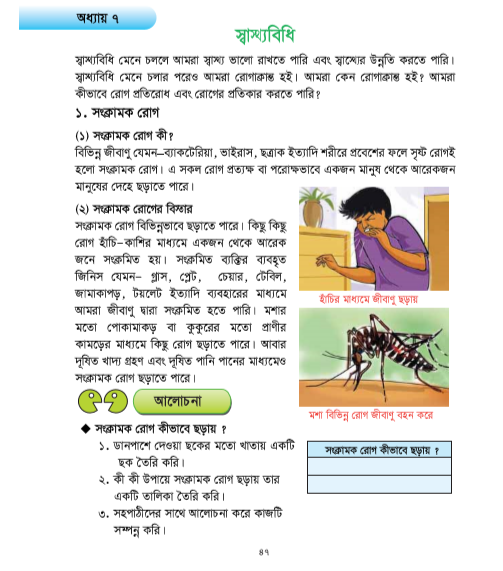 অধ্যায় ৭
স্বাস্থ্যবিধি
স্বাস্থ্যবিধি মেনে চললে আমরা স্বাস্থ্য ভালো রাখতে পারি এবং স্বাস্থ্যের উন্নতি করতে পারি।
স্বাস্থ্যবিধি মেনে চলার পরেও আমরা রোগাক্রান্ত হই। আমরা কেন রোগাক্রান্ত হই? আমরা
কীভাবে রোগ প্রতিরোধ এবং রোগের প্রতিকার করতে পারি?
১. সংক্রামক রোগ
(১) সংক্রামক রোগ কী?
বিভিন্ন জীবাণু যেমন—ব্যাকটেরিয়া, ভাইরাস, ছত্রাক ইত্যাদি শরীরে প্রবেশের ফলে সৃষ্ট রোগই
হলো সংক্রামক রোগ। এ সকল রোগ প্রত্যক্ষ বা পরোক্ষভাবে একজন মানুষ থেকে আরেকজন
মানুষের দেহে ছড়াতে পারে।
(২) সংক্রামক রোগের বিস্তার
সংক্রামক রোগ বিভিন্নভাবে ছড়াতে পারে। কিছু কিছু
রোগ হাঁচি-কাশির মাধ্যমে একজন থেকে আরেক
জনে সংক্রমিত হয়। সংক্রমিত ব্যক্তির ব্যবহৃত
জিনিস যেমন- গ্লাস, প্লেট, চেয়ার, টেবিল,
জামাকাপড়, টয়লেট ইত্যাদি ব্যবহারের মাধ্যমে
আমরা জীবাণু দ্বারা সংক্রমিত হতে পারি। মশার
মতো পোকামাকড় বা কুকুরের মতো প্রাণীর
কামড়ের মাধ্যমে কিছু রোগ ছড়াতে পারে। আবার
দূষিত খাদ্য গ্রহণ এবং দূষিত পানি পানের মাধ্যমেও
সংক্রামক রোগ ছড়াতে পারে।
হাঁচির মাধ্যমে জীবাণু ছড়ায়
মশা বিভিন্ন রোগ জীবাণু বহন করে
আলোচনা
◆ সংক্রামক রোগ কীভাবে ছড়ায় ?
১. ডানপাশে দেওয়া ছকের মতো খাতায় একটি
ছক তৈরি করি।
২. কী কী উপায়ে সংক্রামক রোগ ছড়ায় তার
একটি তালিকা তৈরি করি।
৩. সহপাঠীদের সাথে আলোচনা করে কাজটি
সম্পন্ন করি।
সংক্রামক রোগ কীভাবে ছড়ায় ?
৪৭